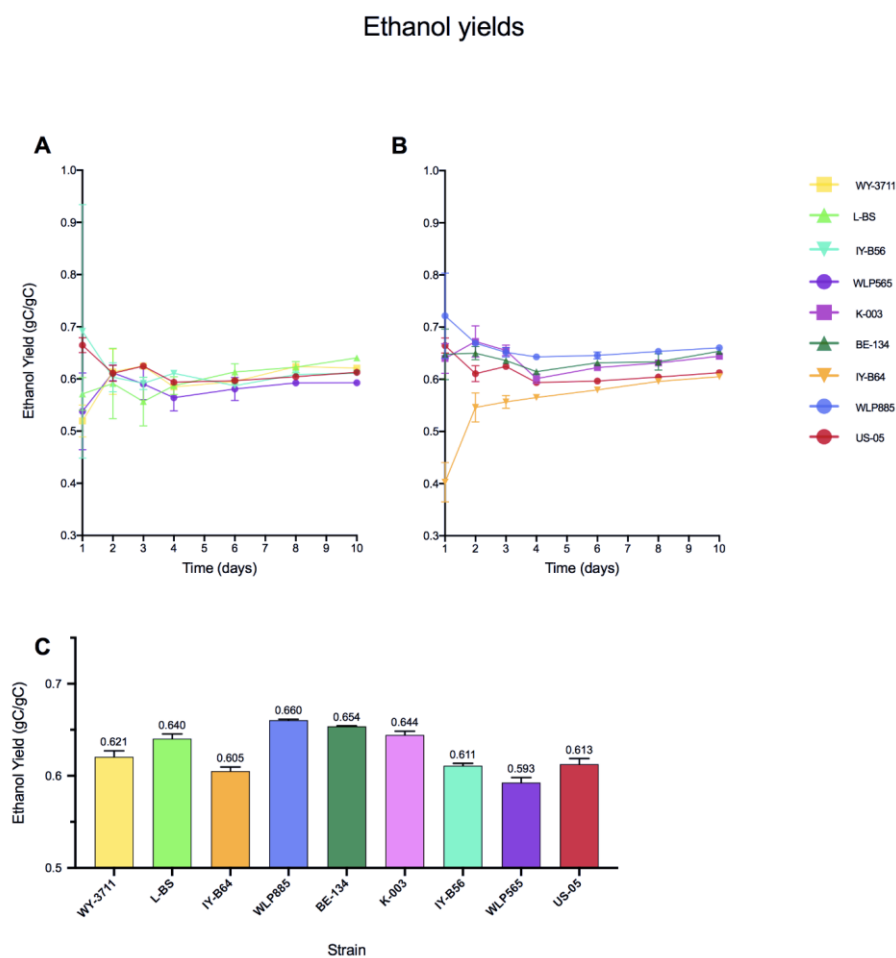 Ethanol yields
A
B
1.0
0.9
0.8
0.7
0.6
0.5
0.4
0.3
1 2 3 4 5 6 7 8 9 10
Time (days)
Ethanol Yield (gC/gC)
1.0
0.9
0.8
0.7
0.6
0.5
0.4
0.3
1 2 3 4 5 6 7 8 9 10
Time (days)
WY-3711
L-BS
IY-B56
WLP565
K-003
BE-134
IY-B64
WLP885
US-05
C
Ethanol Yield (gC/gC)
0.7
0.6
0.5
0.621
0.640
0.605
0.660
0.654
0.644
0.611
0.593
0.613
WY-3711
L-BS
IY-B64
WLP885
BE-134
K-003
IY-B56
WLP565
US-05
Strain